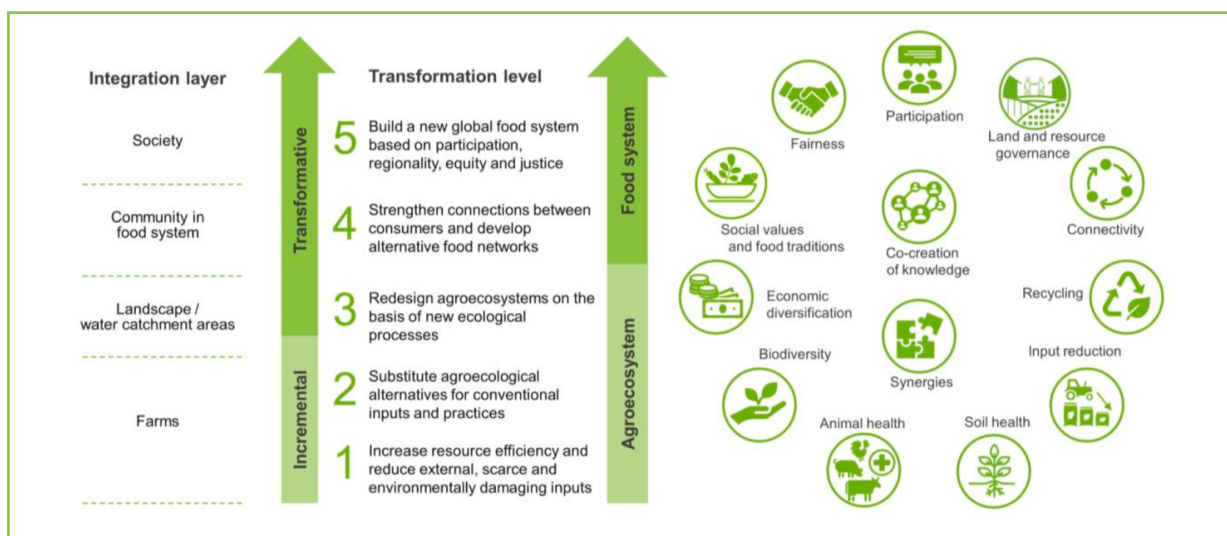 Integration layer
Society
Community in
food system
Landscape /
water catchment areas
Farms
Transformative
Incremental
Transformation level
5
Build a new global food system
based on participation,
regionality, equity and justice
4
Strengthen connections between
consumers and develop
alternative food networks
3
Redesign agroecosystems on the
basis of new ecological
processes
2
Substitute agroecological
alternatives for conventional
inputs and practices
1
Increase resource efficiency and
reduce external, scarce and
environmentally damaging inputs
Food system
Agroecosystem
Participation
Fairness
Land and resource
governance
Social values
and food traditions
Co-creation
of knowledge
Connectivity
Economic
diversification
Recycling
Biodiversity
Synergies
Input reduction
Animal health
Soil health